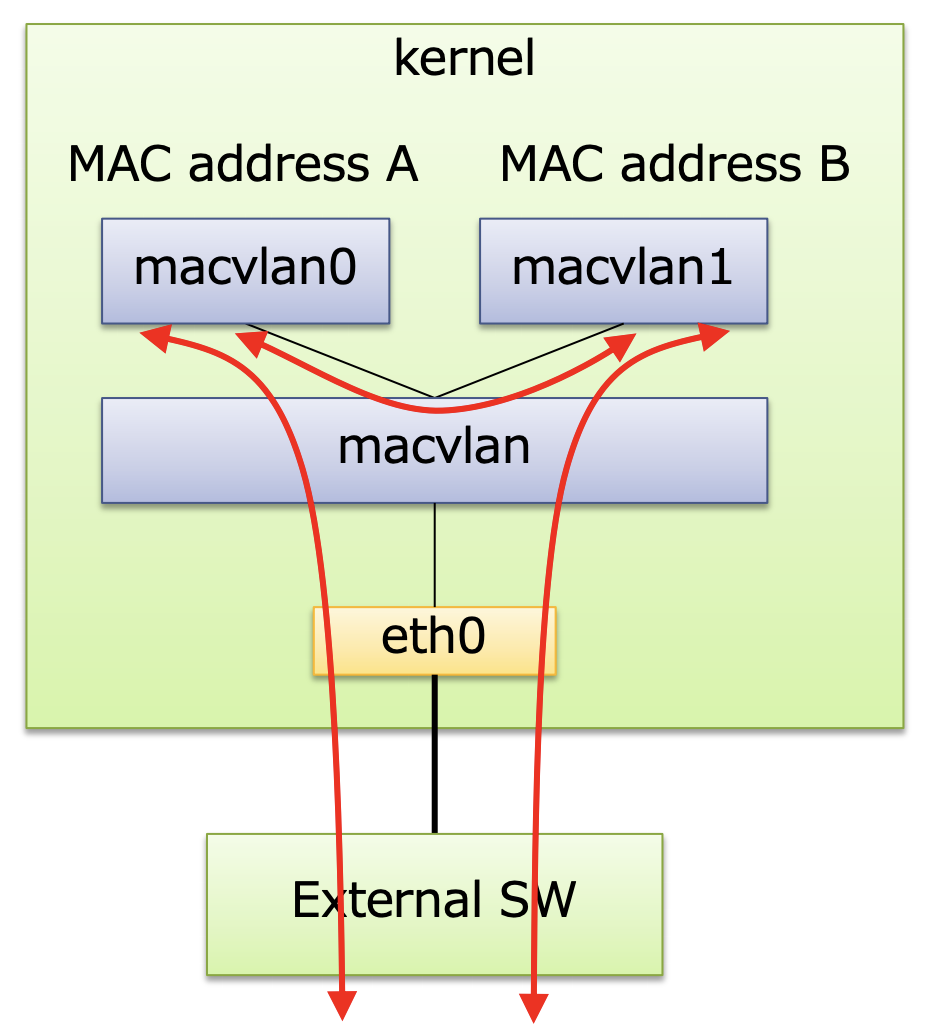 kernel
MAC address A
MAC address B
macvlan0
macvlan1
macvlan
eth0
External SW